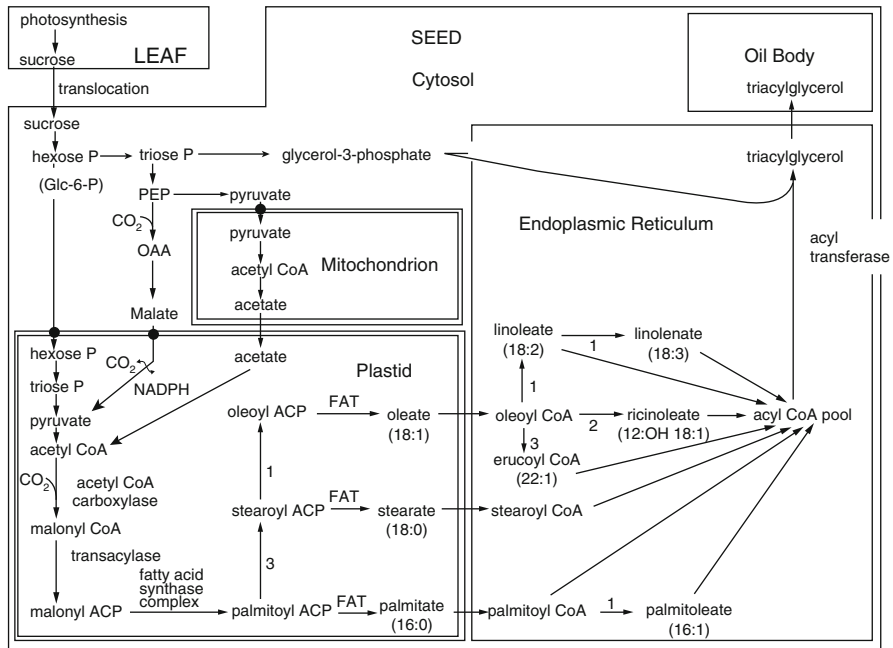 photosynthesis
sucrose
LEAF
translocation
SEED
Cytosol
Oil Body
triacylglycerol
sucrose
hexose P
triose P
glycerol-3-phosphate
triacylglycerol
(Glc-6-P)
PEP
pyruvate
CO2
OAA
Malate
pyruvate
acetyl CoA
acetate
Mitochondrion
Endoplasmic Reticulum
acyl
transferase
hexose P
triose P
pyruvate
acetyl CoA
CO2
NADPH
acetate
Plastid
CO2
acetyl CoA
carboxylase
malonyl CoA
transacylase
malonyl ACP
fatty acid
synthase
complex
oleoyl ACP
FAT
oleate
(18:1)
1
stearoyl ACP
FAT
stearate
(18:0)
3
palmitoyl ACP
FAT
palmitate
(16:0)
linoleate
(18:2)
1
linolenate
(18:3)
1
oleoyl CoA
2
ricinoleate
(12:OH 18:1)
acyl CoA pool
3
erucoyl CoA
(22:1)
stearoyl CoA
palmitoyl CoA
1
palmitoleate
(16:1)